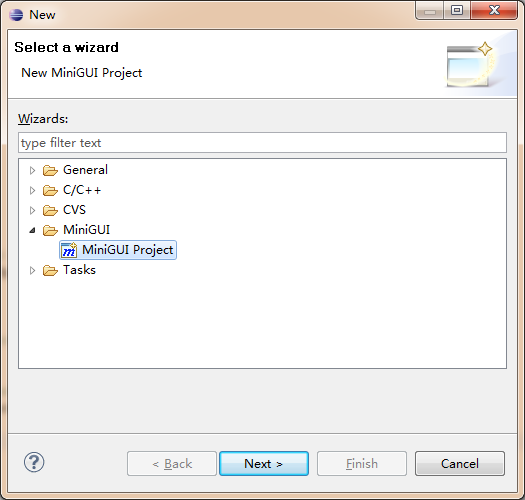 New
Select a wizard
New MiniGUI Project
Wizards:
type filter text
General
C/C++
CVS
MiniGUI
MiniGUI Project
Tasks
< Back
Next >
Finish
Cancel